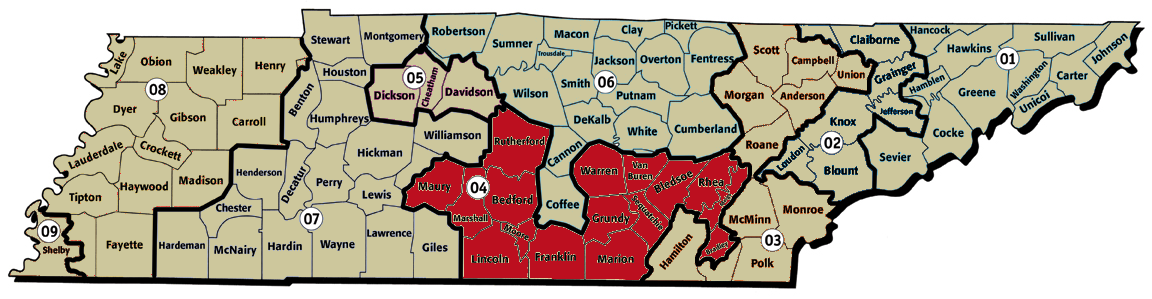 Lake
Obion
Weakley
Henry
08
Dyer
Gibson
Carroll
Lauderdale
Crockett
Tipton
Haywood
Madison
09
Shelby
Fayette
Stewart
Montgomery
Houston
Benton
Humphreys
Hickman
Williamson
Henderson
Decatur
Perry
Lewis
Chester
07
Hardeman
McNairy
Hardin
Wayne
Lawrence
Giles
05
Dickson
Cheatham
Davidson
Robertson
Sumner
Trousdale
Macon
Clay
Pickett
Jackson
Overton
Fentress
Smith
06
Putnam
Wilson
DeKalb
White
Cumberland
Cannon
Coffee
Rutherford
Maury
04
Bedford
Marshall
Moore
Lincoln
Franklin
Marion
Grundy
Warren
Van
Buren
Bledsoe
Sequatchie
Rhea
Bradley
Hamilton
Scott
Campbell
Union
Morgan
Anderson
Roane
McMinn
Monroe
03
Polk
Claiborne
Grainger
Hamblen
Jefferson
Knox
02
Loudon
Blount
Sevier
Hancock
Hawkins
Sullivan
01
Johnson
Washington
Carter
Greene
Unicoi
Cocke